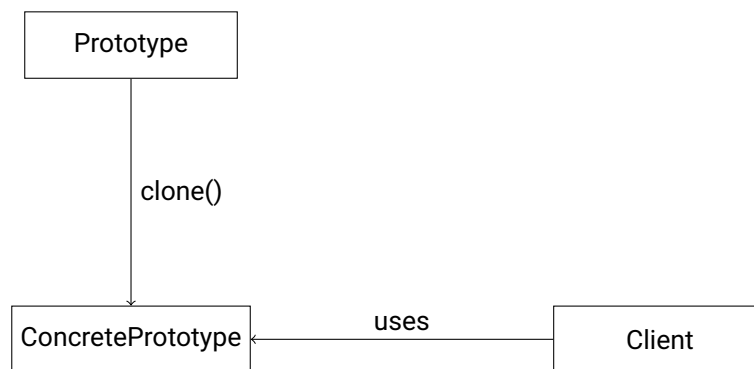 Prototype
clone()
uses
ConcretePrototype
Client